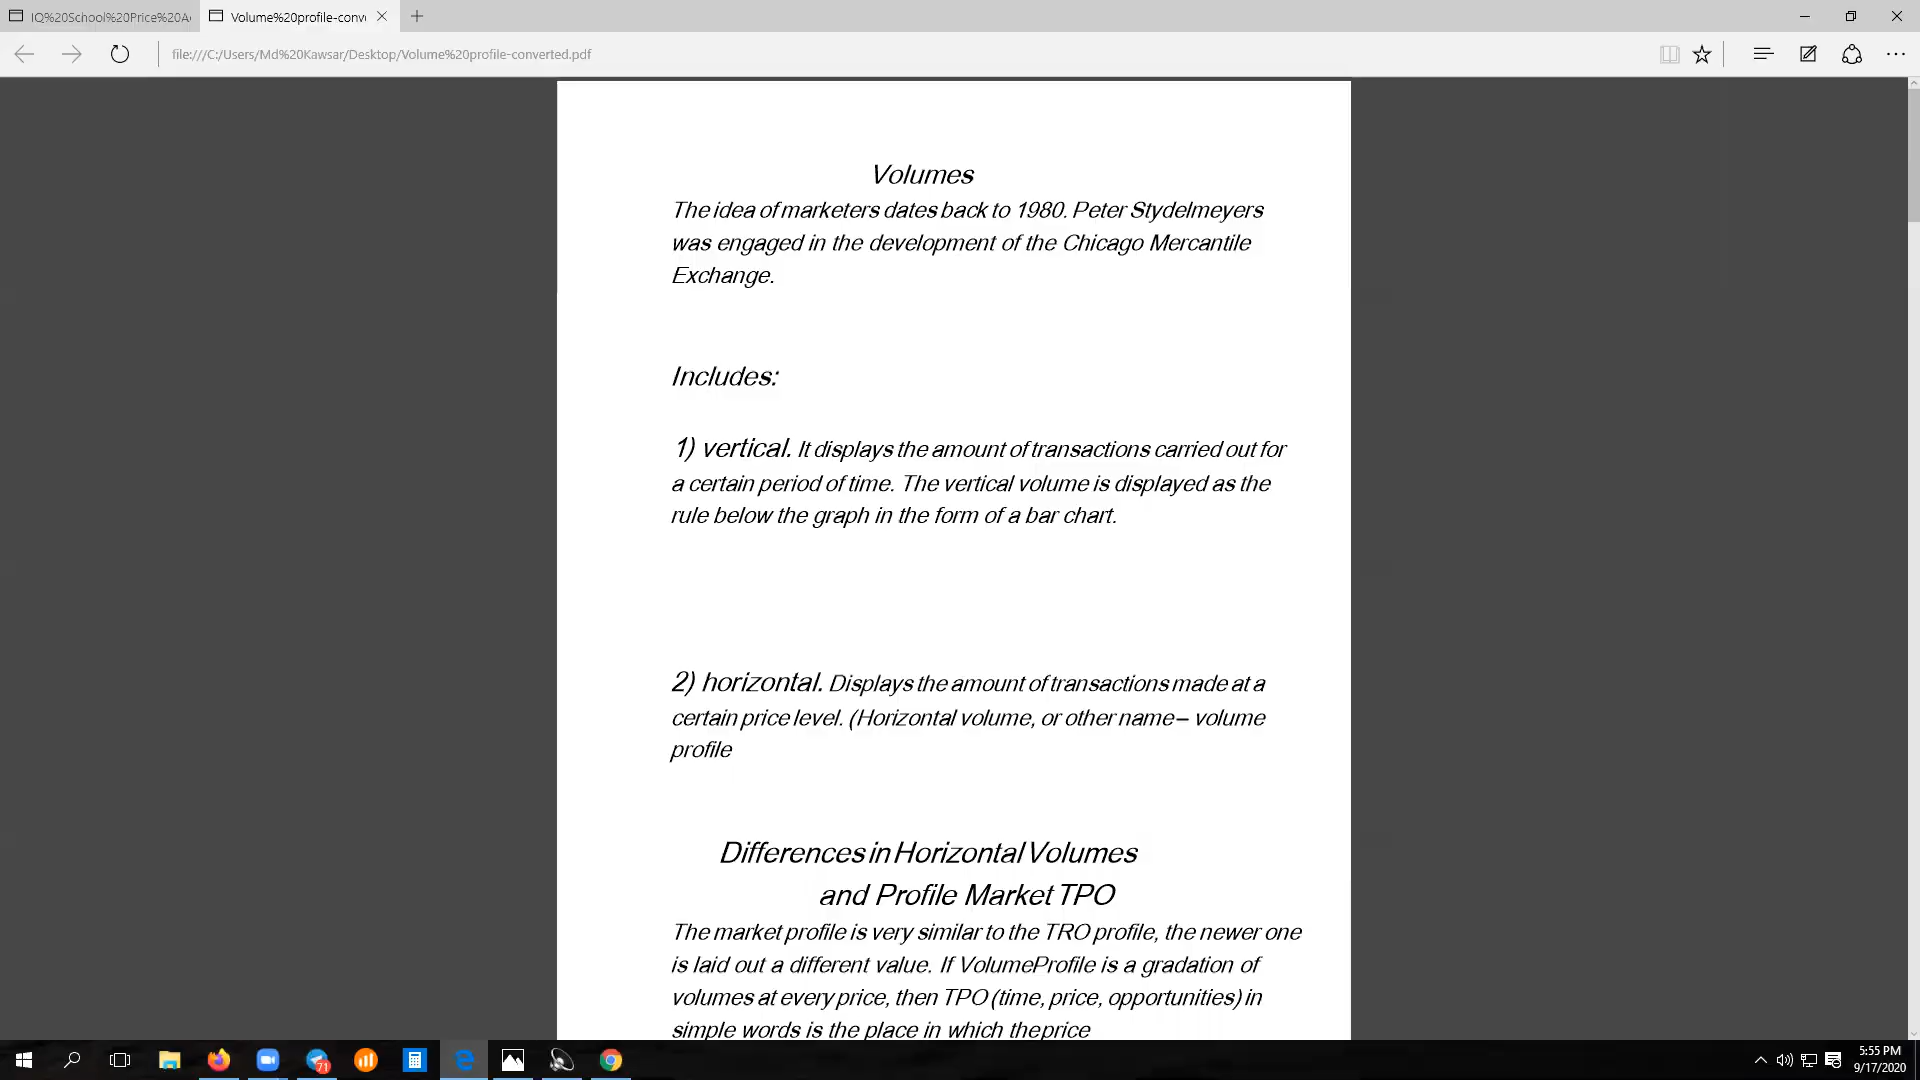 IQ%20School%20Price%20A
Volume%20profile-conv
file:///C:/Users/Md%20Kawsar/Desktop/Volume%20profile-converted.pdf
Volumes
The idea of marketers dates back to 1980. Peter Stydelmeyers
was engaged in the development of the Chicago Mercantile
Exchange.
Includes:
1) vertical. It displays the amount of transactions carried out for
a certain period of time. The vertical volume is displayed as the
rule below the graph in the form of a bar chart.
2) horizontal. Displays the amount of transactions made at a
certain price level. (Horizontal volume, or other name – volume
profile
Differences in Horizontal Volumes
and Profile Market TPO
The market profile is very similar to the TRO profile, the newer one
is laid out a different value. If VolumeProfile is a gradation of
volumes at every price, then TPO (time, price, opportunities) in
simple words is the place in which the price
71
5:55 PM
9/17/2020